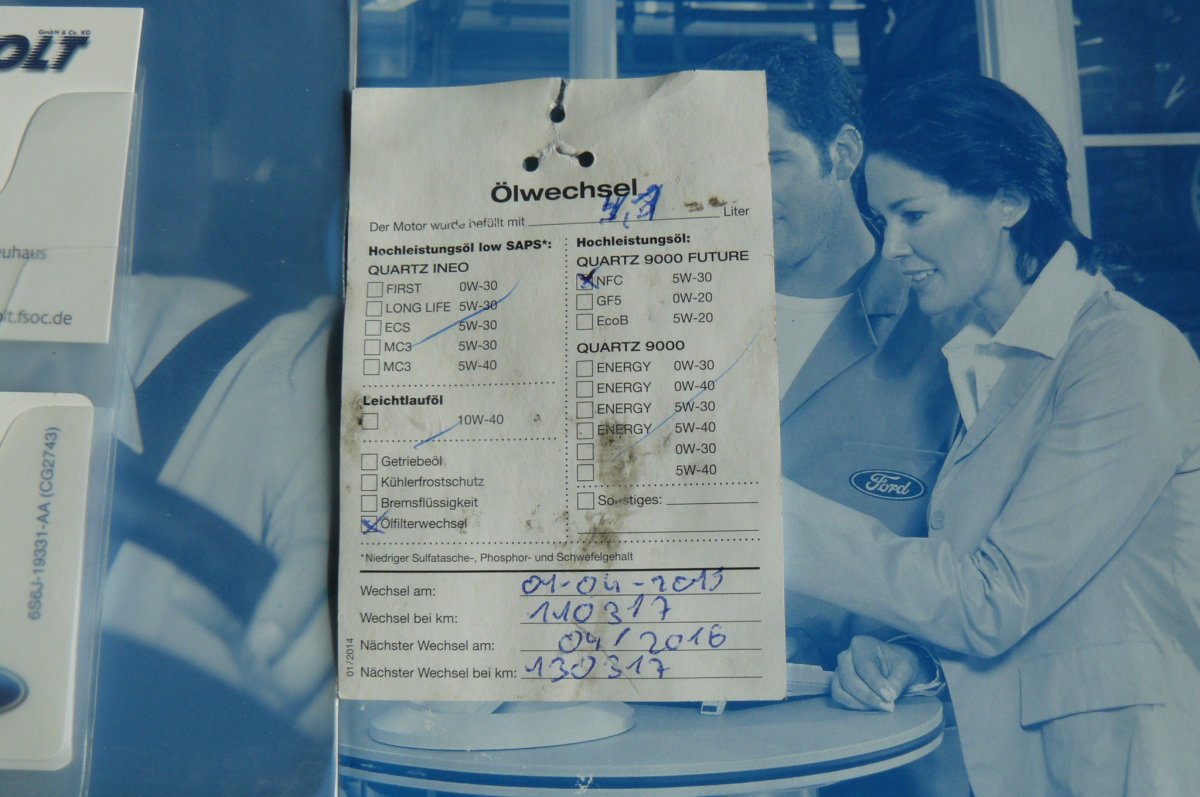 GmbH & Co. KG
OLT
euhaus
lt.fsoc.de
6S6J-19331-AA (CG2743)
Ölwechsel
Der Motor wurde befüllt mit Liter
Hochleistungsöl low SAPS*:
QUARTZ INEO
FIRST 0W-30
LONG LIFE 5W-30
ECS 5W-30
MC3 5W-30
MC3 5W-40
Leichtlauföl
10W-40
Getriebeöl
Kühlerfrostschutz
Bremsflüssigkeit
Ölfilterwechsel
Hochleistungsöl:
QUARTZ 9000 FUTURE
NFC 5W-30
GF5 0W-20
EcoB 5W-20
QUARTZ 9000
ENERGY 0W-30
ENERGY 0W-40
ENERGY 5W-30
ENERGY 5W-40
0W-30
5W-40
Sonstiges:
*Niedriger Sulfatasche-, Phosphor- und Schwefelgehalt
Wechsel am: 01-04-2015
Wechsel bei km: 110317
Nächster Wechsel am: 04/2016
Nächster Wechsel bei km: 130317
01/2014
Ford